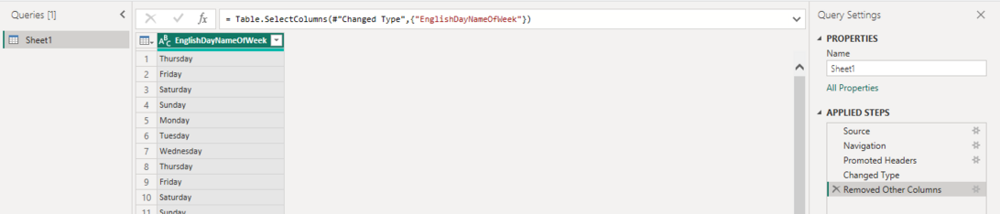 Queries [1]
= Table.SelectColumns(#"Changed Type",{"EnglishDayNameOfWeek"})
Query Settings
Sheet1
ABC EnglishDayNameOfWeek
1 Thursday
2 Friday
3 Saturday
4 Sunday
5 Monday
6 Tuesday
7 Wednesday
8 Thursday
9 Friday
10 Saturday
11 Sunday
PROPERTIES
Name
Sheet1
All Properties
APPLIED STEPS
Source
Navigation
Promoted Headers
Changed Type
Removed Other Columns